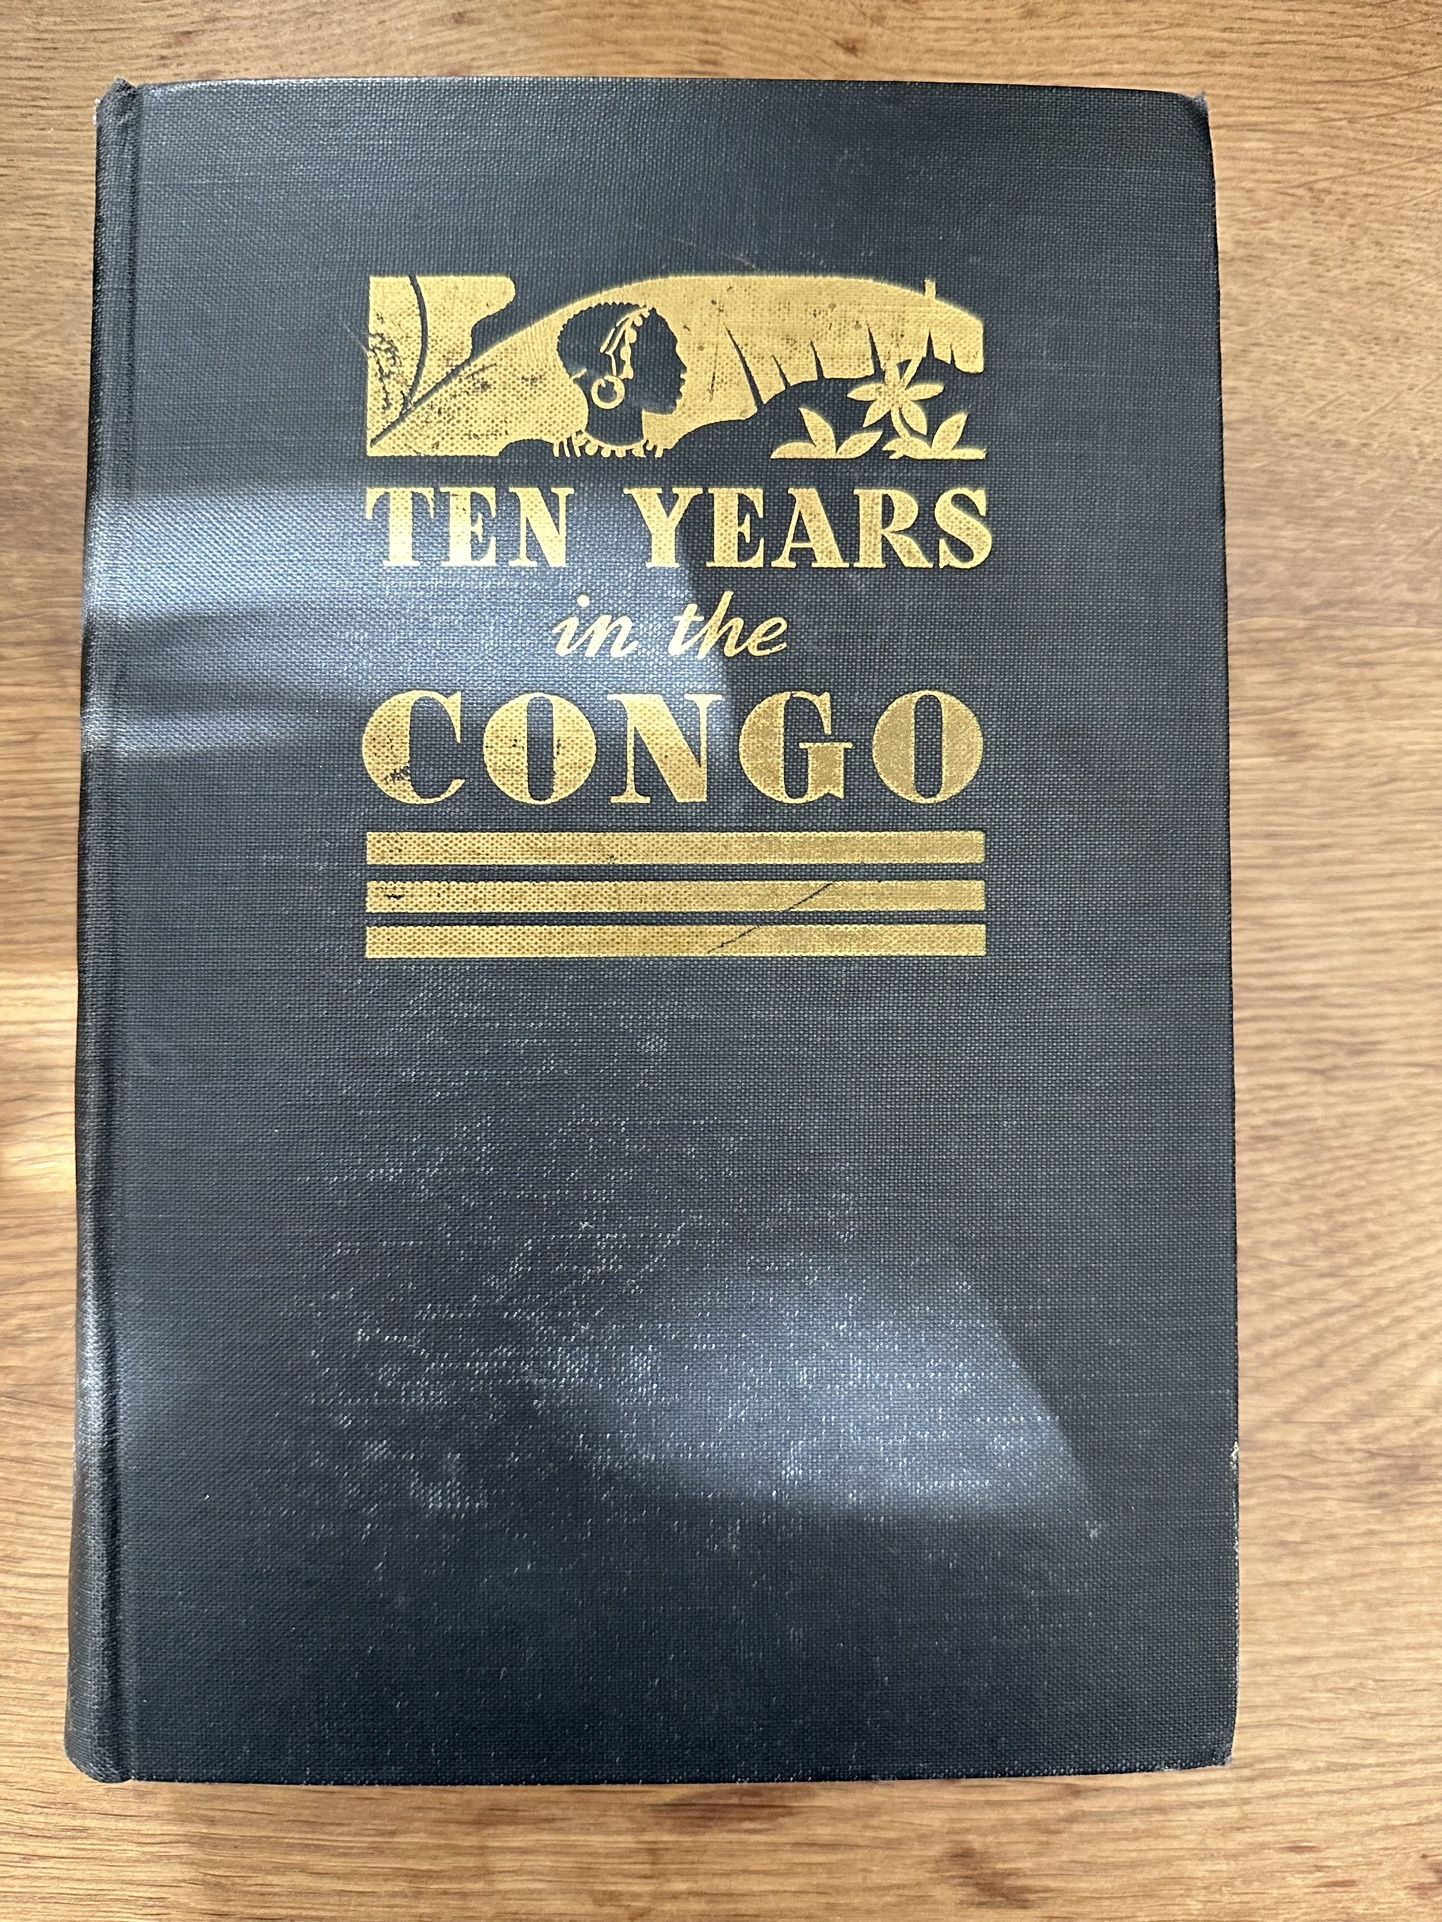 TEN YEARS
in the
CONGO